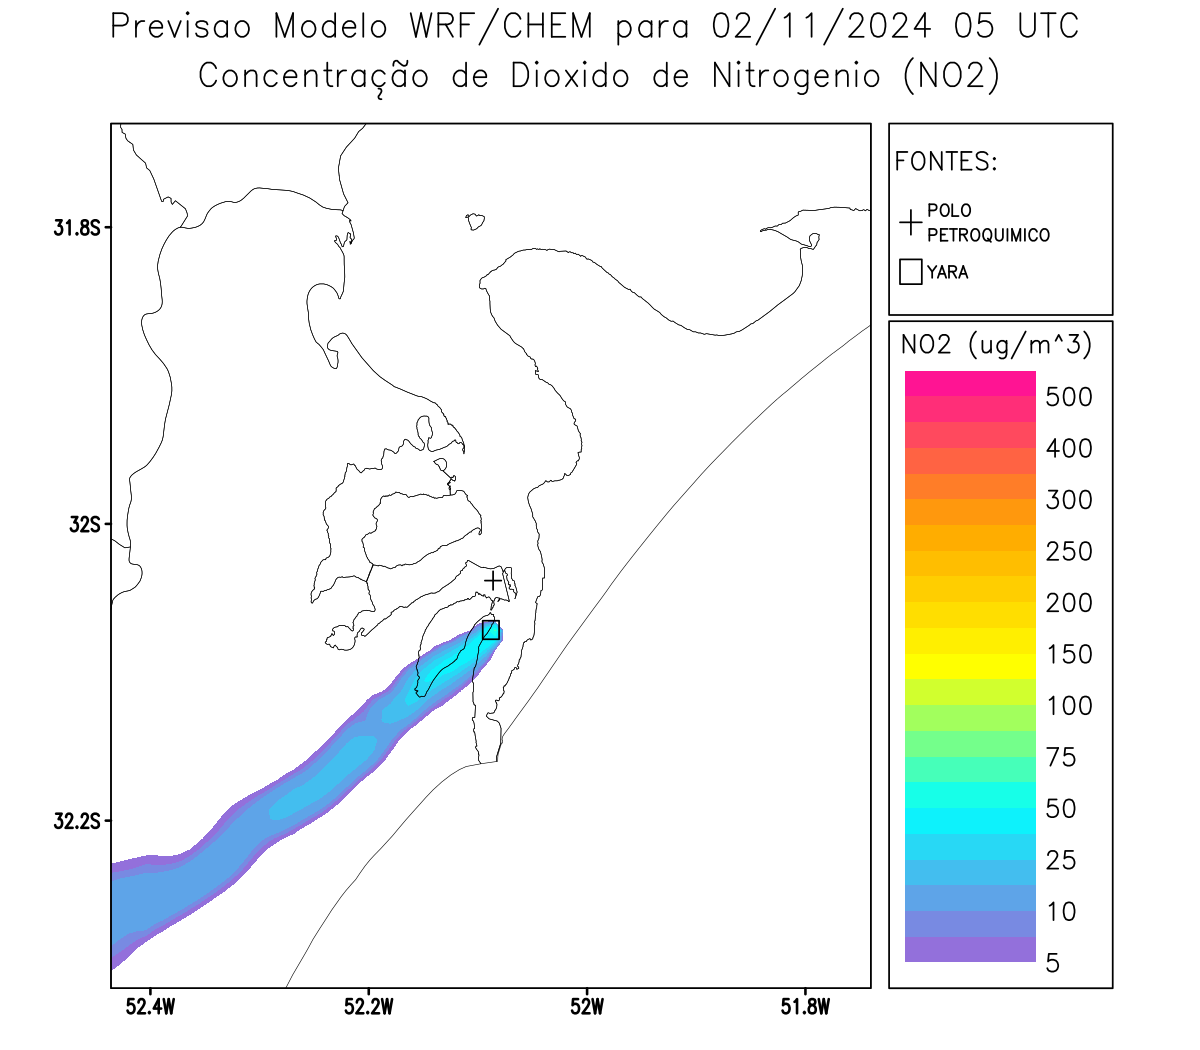 Previsao Modelo WRF/CHEM para 02/11/2024 05 UTC
Concentração de Dioxido de Nitrogenio (NO2)
31.8S
32S
32.2S
52.4W
52.2W
52W
51.8W
FONTES:
POLO
PETROQUIMICO
YARA
NO2 (ug/m^3)
500
400
300
250
200
150
100
75
50
25
10
5